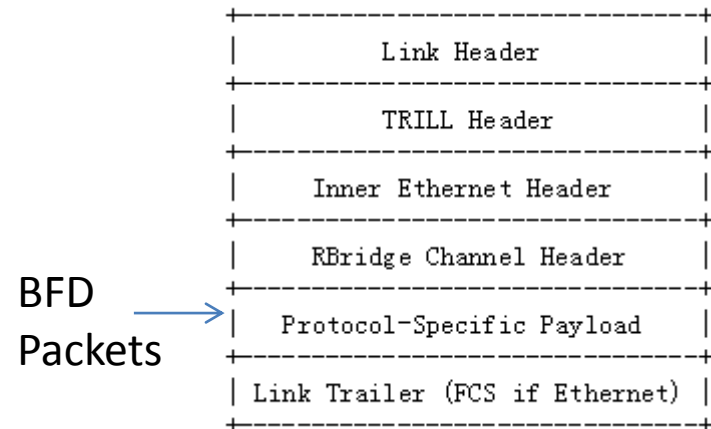 +--------------------------------+
| Link Header |
+--------------------------------+
| TRILL Header |
+--------------------------------+
| Inner Ethernet Header |
+--------------------------------+
| RBridge Channel Header |
+--------------------------------+
| Protocol-Specific Payload |
+--------------------------------+
| Link Trailer (FCS if Ethernet) |
+--------------------------------+
BFD
Packets